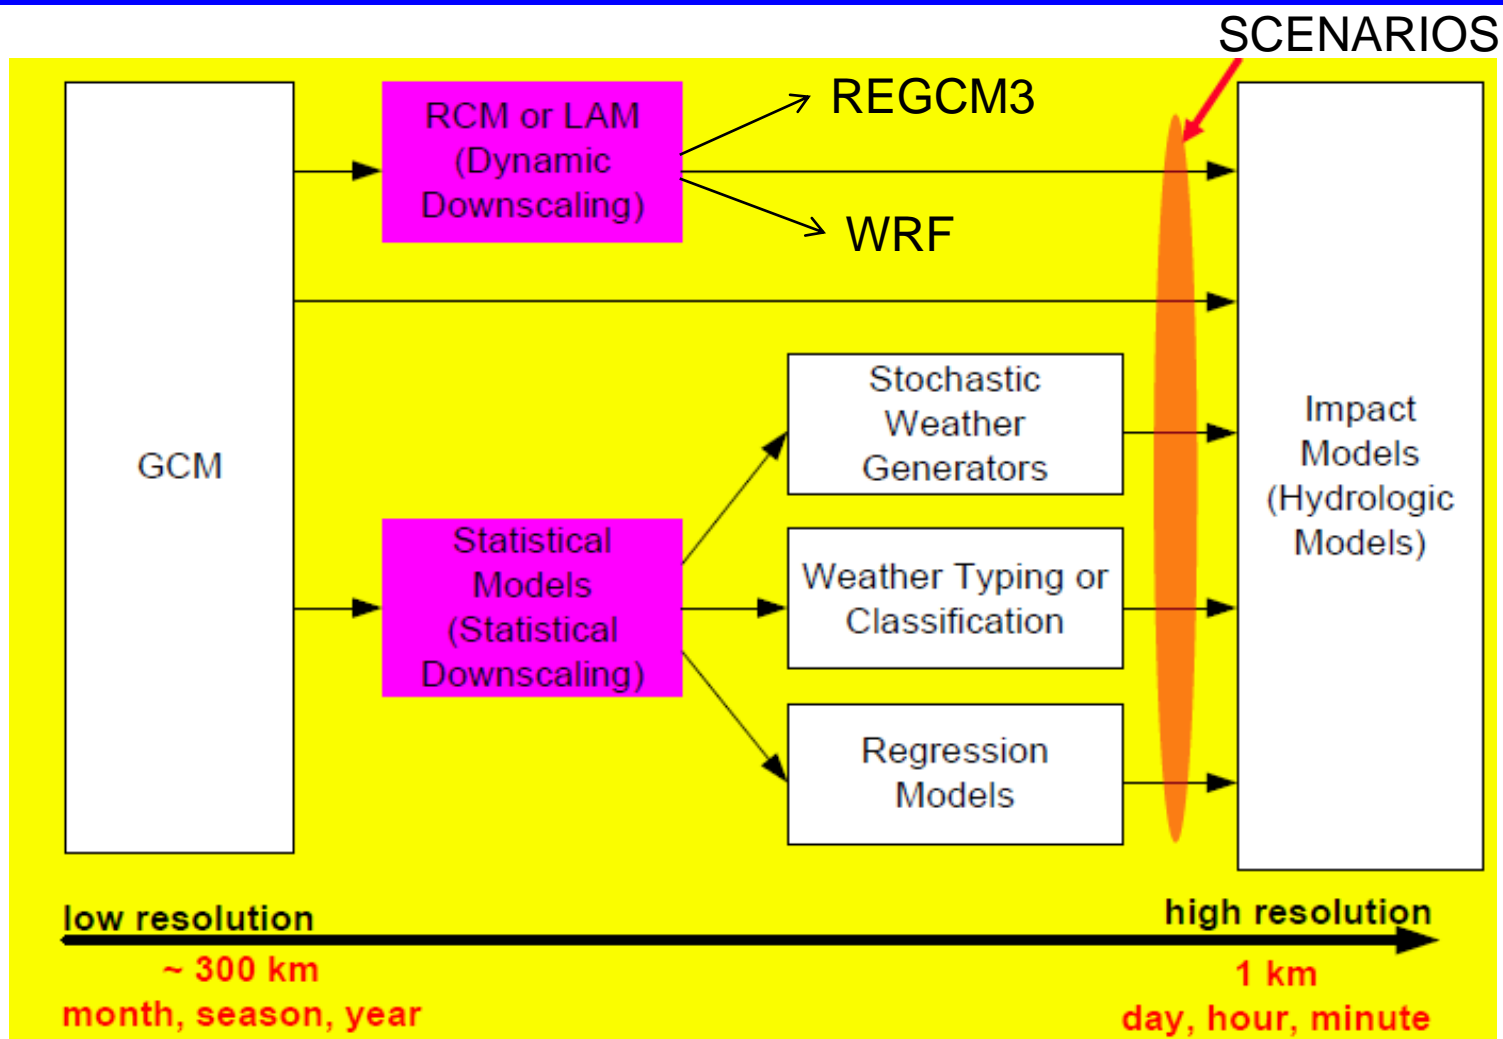 SCENARIOS
GCM
RCM or LAM
(Dynamic
Downscaling)
REGCM3
WRF
Statistical
Models
(Statistical
Downscaling)
Stochastic
Weather
Generators
Weather Typing or
Classification
Regression
Models
Impact
Models
(Hydrologic
Models)
low resolution
~ 300 km
month, season, year
high resolution
1 km
day, hour, minute